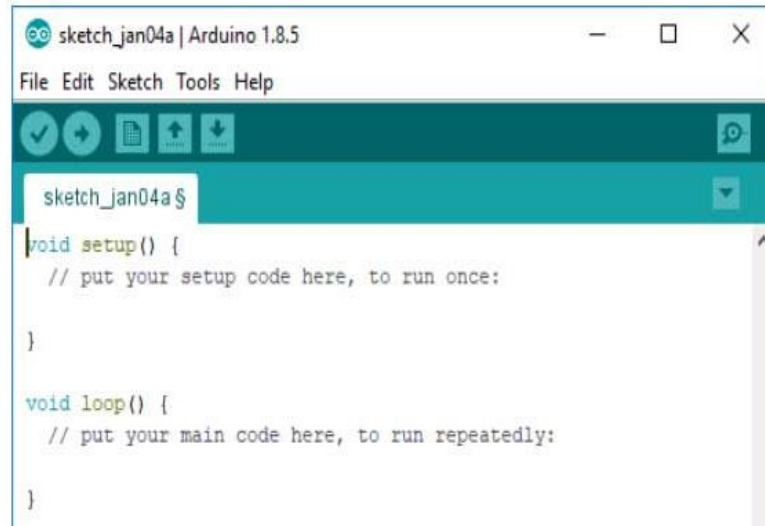 sketch_jan04a | Arduino 1.8.5
File Edit Sketch Tools Help
sketch_jan04a §
void setup() {
  // put your setup code here, to run once:
}
void loop() {
  // put your main code here, to run repeatedly:
}